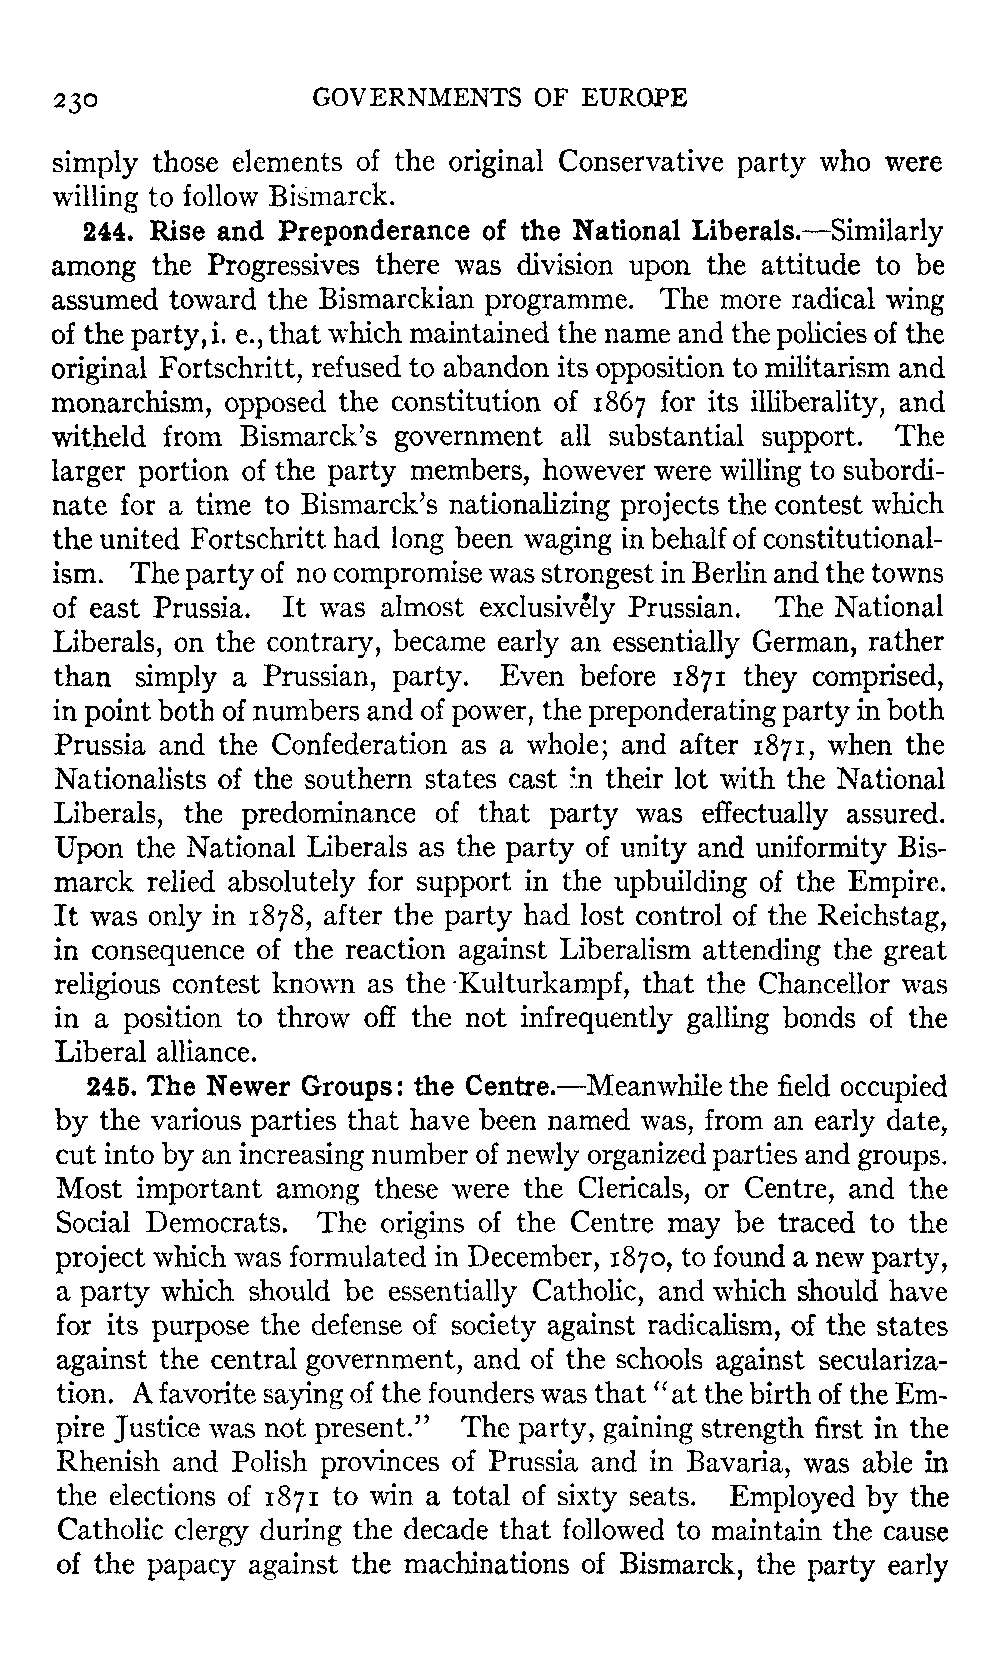 230 GOVERNMENTS OF EUROPE
simply those elements of the original Conservative party who were
willing to follow Bismarck.
244. Rise and Preponderance of the National Liberals.—Similarly
among the Progressives there was division upon the attitude to be
assumed toward the Bismarckian programme. The more radical wing
of the party, i. e., that which maintained the name and the policies of the
original Fortschritt, refused to abandon its opposition to militarism and
monarchism, opposed the constitution of 1867 for its illiberality, and
witheld from Bismarck's government all substantial support. The
larger portion of the party members, however were willing to subordi-
nate for a time to Bismarck's nationalizing projects the contest which
the united Fortschritt had long been waging in behalf of constitutional-
ism. The party of no compromise was strongest in Berlin and the towns
of east Prussia. It was almost exclusively Prussian. The National
Liberals, on the contrary, became early an essentially German, rather
than simply a Prussian, party. Even before 1871 they comprised,
in point both of numbers and of power, the preponderating party in both
Prussia and the Confederation as a whole; and after 1871, when the
Nationalists of the southern states cast in their lot with the National
Liberals, the predominance of that party was effectually assured.
Upon the National Liberals as the party of unity and uniformity Bis-
marck relied absolutely for support in the upbuilding of the Empire.
It was only in 1878, after the party had lost control of the Reichstag,
in consequence of the reaction against Liberalism attending the great
religious contest known as the Kulturkampf, that the Chancellor was
in a position to throw off the not infrequently galling bonds of the
Liberal alliance.
245. The Newer Groups: the Centre.—Meanwhile the field occupied
by the various parties that have been named was, from an early date,
cut into by an increasing number of newly organized parties and groups.
Most important among these were the Clericals, or Centre, and the
Social Democrats. The origins of the Centre may be traced to the
project which was formulated in December, 1870, to found a new party,
a party which should be essentially Catholic, and which should have
for its purpose the defense of society against radicalism, of the states
against the central government, and of the schools against seculariza-
tion. A favorite saying of the founders was that "at the birth of the Em-
pire Justice was not present." The party, gaining strength first in the
Rhenish and Polish provinces of Prussia and in Bavaria, was able in
the elections of 1871 to win a total of sixty seats. Employed by the
Catholic clergy during the decade that followed to maintain the cause
of the papacy against the machinations of Bismarck, the party early